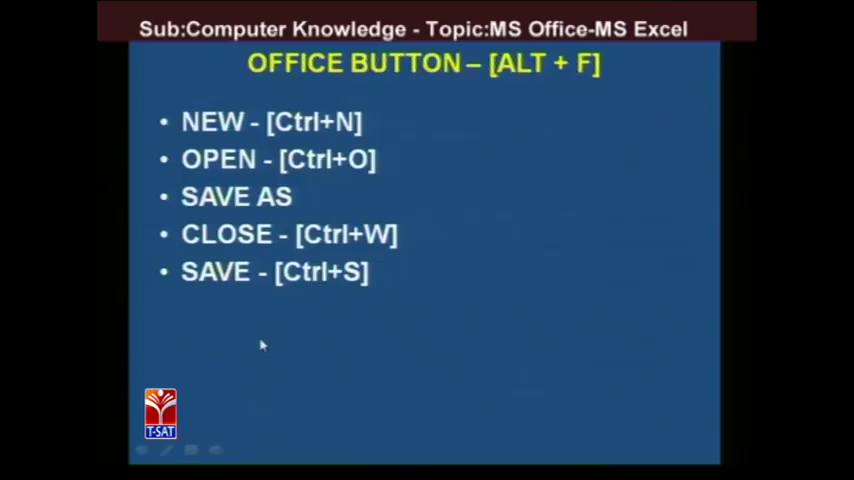 Sub:Computer Knowledge - Topic:MS Office-MS Excel
OFFICE BUTTON – [ALT + F]
• NEW - [Ctrl+N]
• OPEN - [Ctrl+O]
• SAVE AS
• CLOSE - [Ctrl+W]
• SAVE - [Ctrl+S]
T-SAT